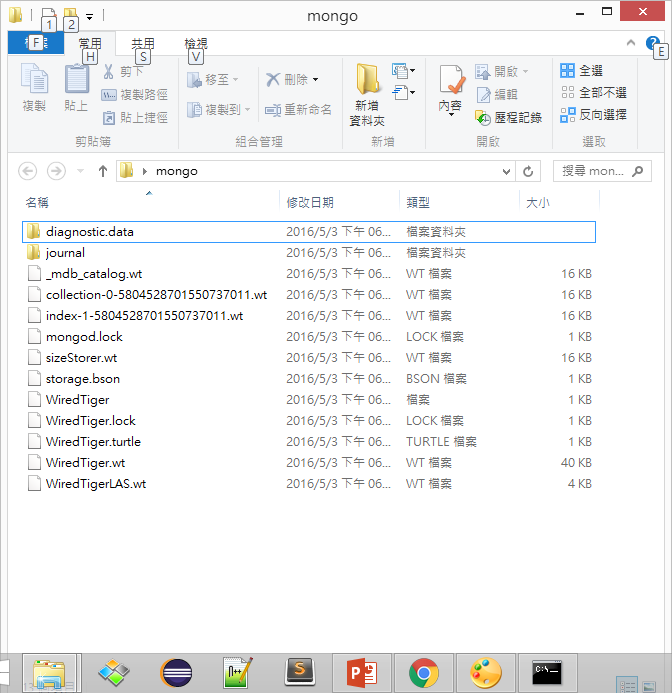 mongo
1
2
檔案
F
常用
H
共用
S
檢視
V
E
複製
貼上
剪下
複製路徑
貼上捷徑
剪貼簿
移至
複製到
刪除
重新命名
組合管理
新增
資料夾
新增
內容
開啟
編輯
歷程記錄
開啟
全選
全部不選
反向選擇
選取
mongo
搜尋 mon...
名稱 修改日期 類型 大小
diagnostic.data 2016/5/3 下午 06... 檔案資料夾
journal 2016/5/3 下午 06... 檔案資料夾
_mdb_catalog.wt 2016/5/3 下午 06... WT 檔案 16 KB
collection-0-5804528701550737011.wt 2016/5/3 下午 06... WT 檔案 16 KB
index-1-5804528701550737011.wt 2016/5/3 下午 06... WT 檔案 16 KB
mongod.lock 2016/5/3 下午 06... LOCK 檔案 1 KB
sizeStorer.wt 2016/5/3 下午 06... WT 檔案 16 KB
storage.bson 2016/5/3 下午 06... BSON 檔案 1 KB
WiredTiger 2016/5/3 下午 06... 檔案 1 KB
WiredTiger.lock 2016/5/3 下午 06... LOCK 檔案 1 KB
WiredTiger.turtle 2016/5/3 下午 06... TURTLE 檔案 1 KB
WiredTiger.wt 2016/5/3 下午 06... WT 檔案 40 KB
WiredTigerLAS.wt 2016/5/3 下午 06... WT 檔案 4 KB